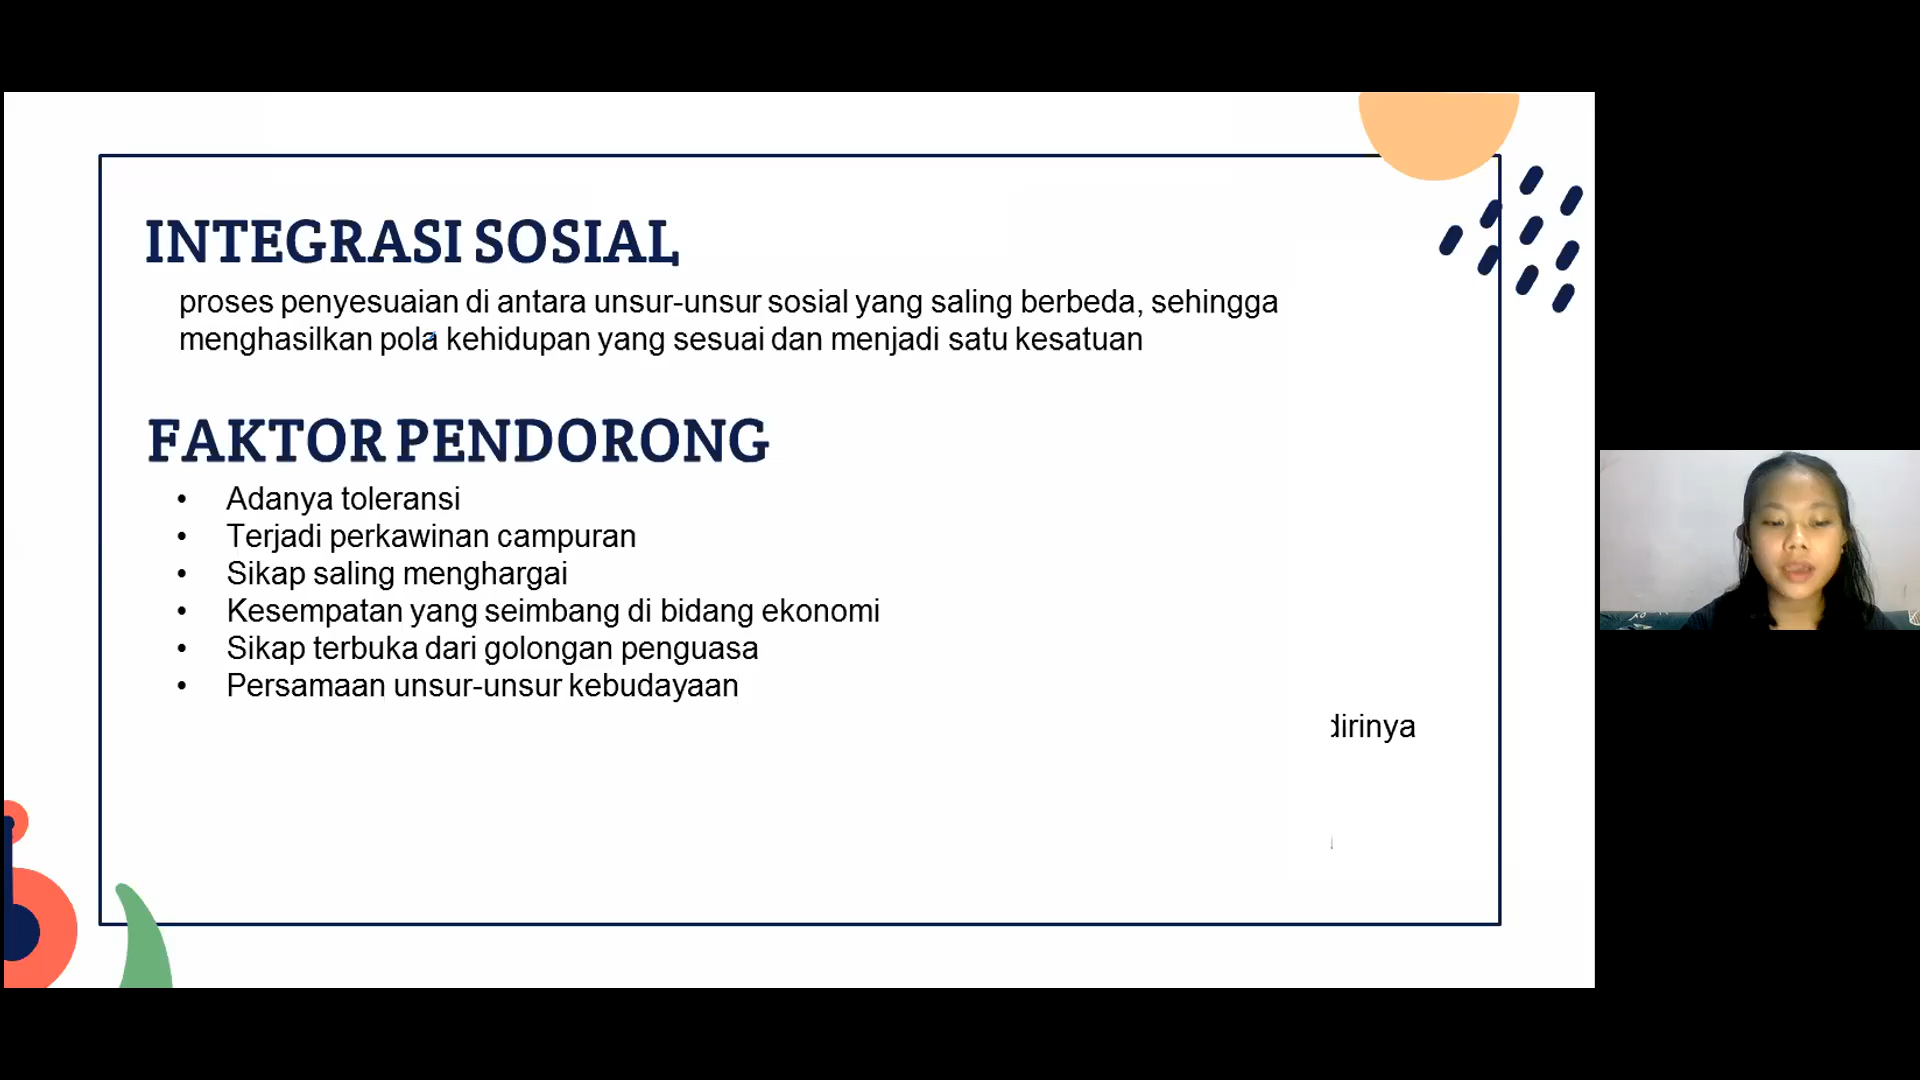 INTEGRASI SOSIAL
proses penyesuaian di antara unsur-unsur sosial yang saling berbeda, sehingga
menghasilkan pola kehidupan yang sesuai dan menjadi satu kesatuan
FAKTOR PENDORONG
• Adanya toleransi
• Terjadi perkawinan campuran
• Sikap saling menghargai
• Kesempatan yang seimbang di bidang ekonomi
• Sikap terbuka dari golongan penguasa
• Persamaan unsur-unsur kebudayaan
dirinya